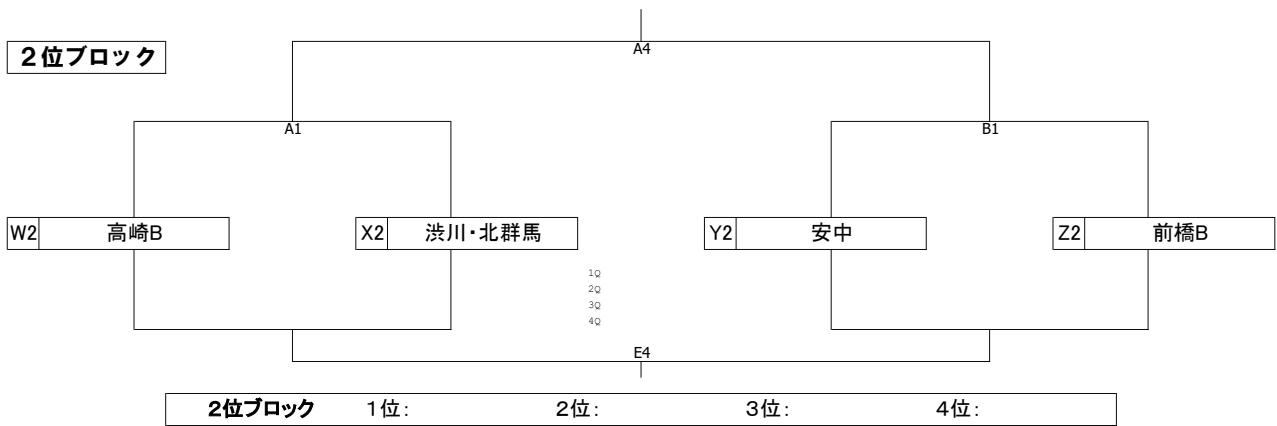 A4
２位ブロック
A1
B1
W2 高崎B X2 渋川・北群馬 Y2 安中 Z2 前橋B
1Q
2Q
3Q
4Q
E4
２位ブロック １位： ２位： ３位： ４位：